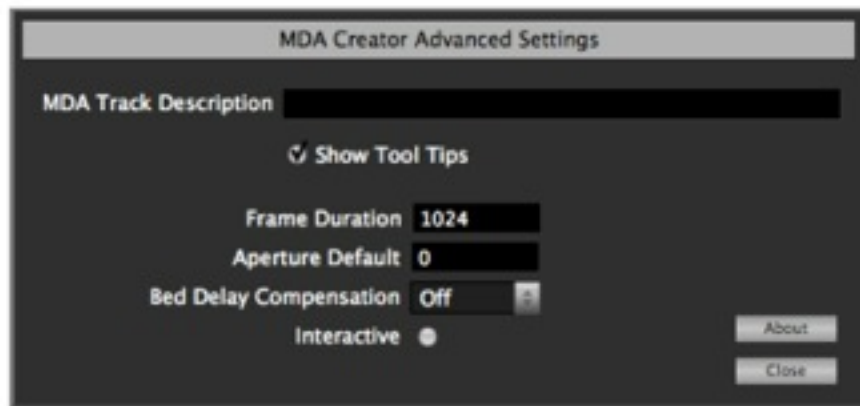 MDA Creator Advanced Settings
MDA Track Description
Show Tool Tips
Frame Duration 1024
Aperture Default 0
Bed Delay Compensation Off
Interactive
About
Close